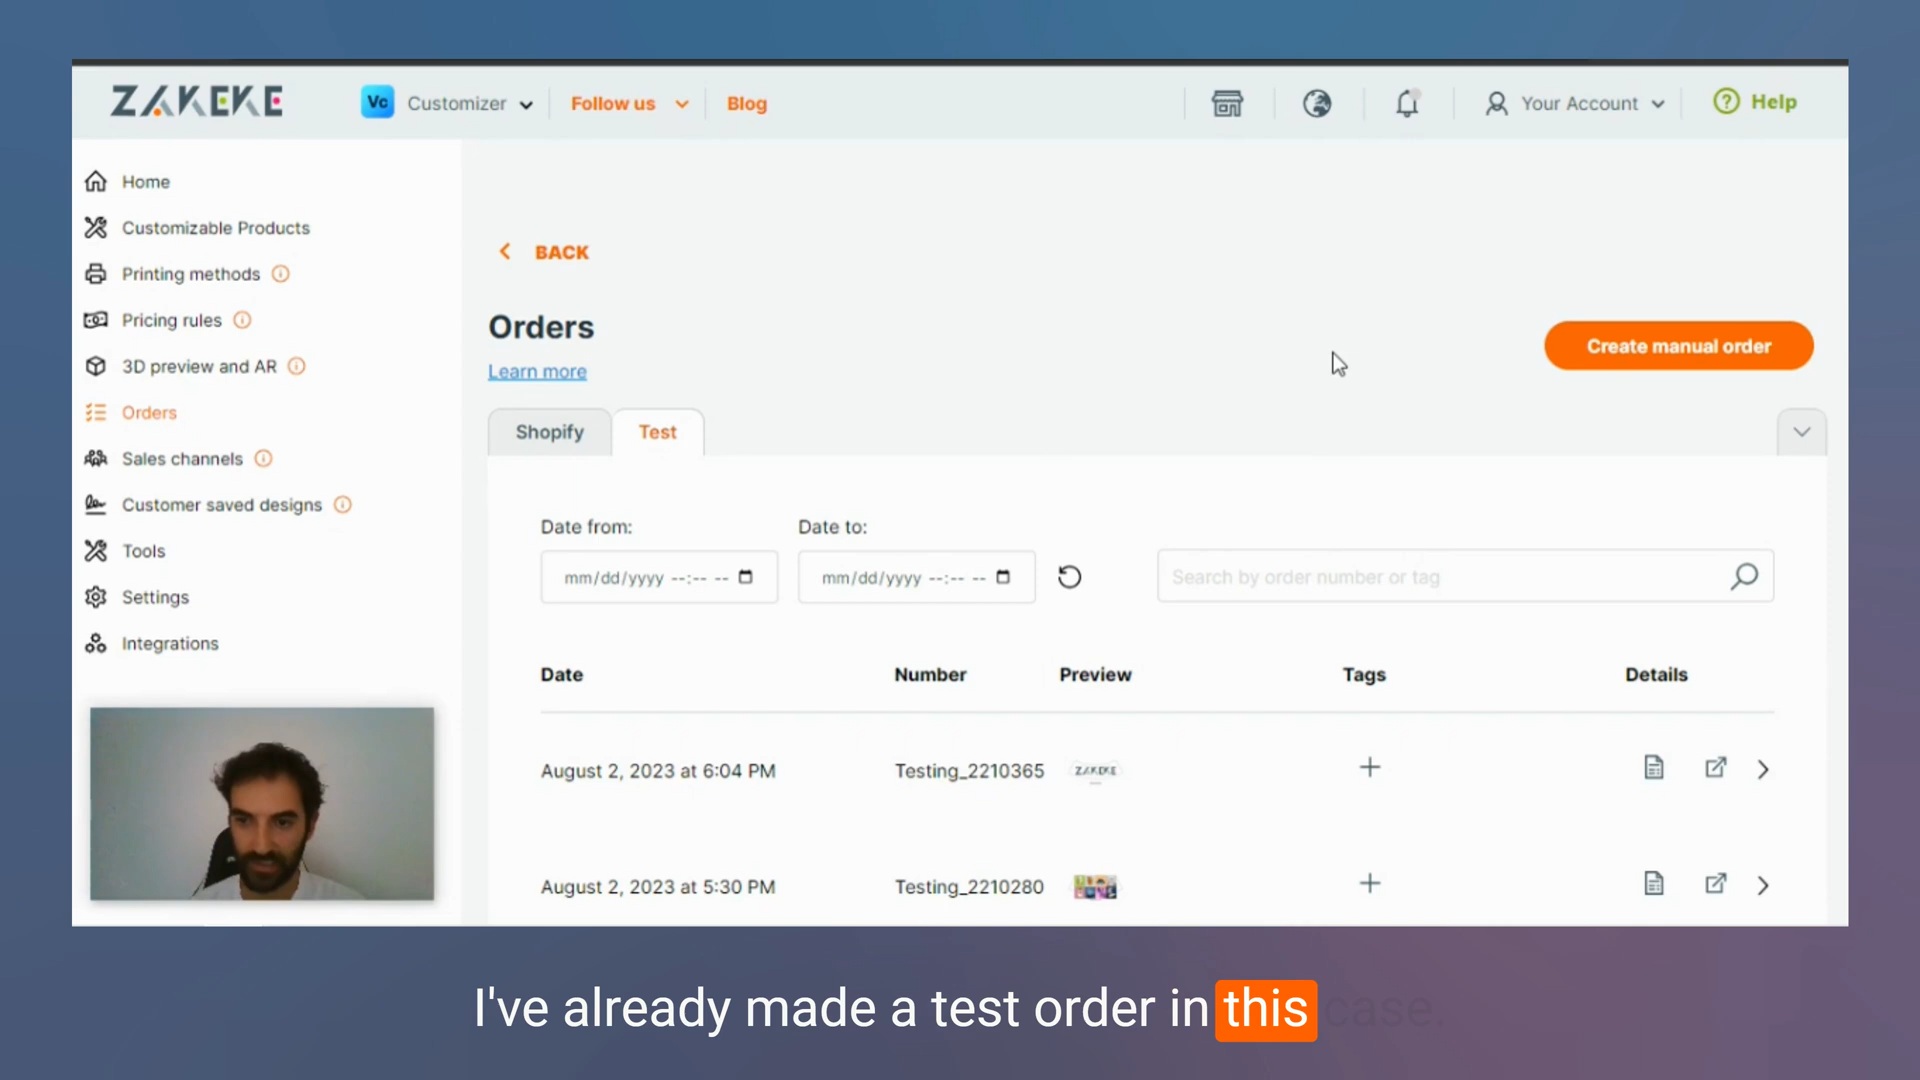 ZAKEKE
Vc Customizer
Follow us
Blog
Your Account
Help
Home
Customizable Products
Printing methods
Pricing rules
3D preview and AR
Orders
Sales channels
Customer saved designs
Tools
Settings
Integrations
BACK
Orders
Learn more
Create manual order
Shopify
Test
Date from:
Date to:
mm/dd/yyyy --:-- --
mm/dd/yyyy --:-- --
Search by order number or tag
Date Number Preview Tags Details
August 2, 2023 at 6:04 PM Testing_2210365 ZAKEKE
August 2, 2023 at 5:30 PM Testing_2210280
I've already made a test order in this case.